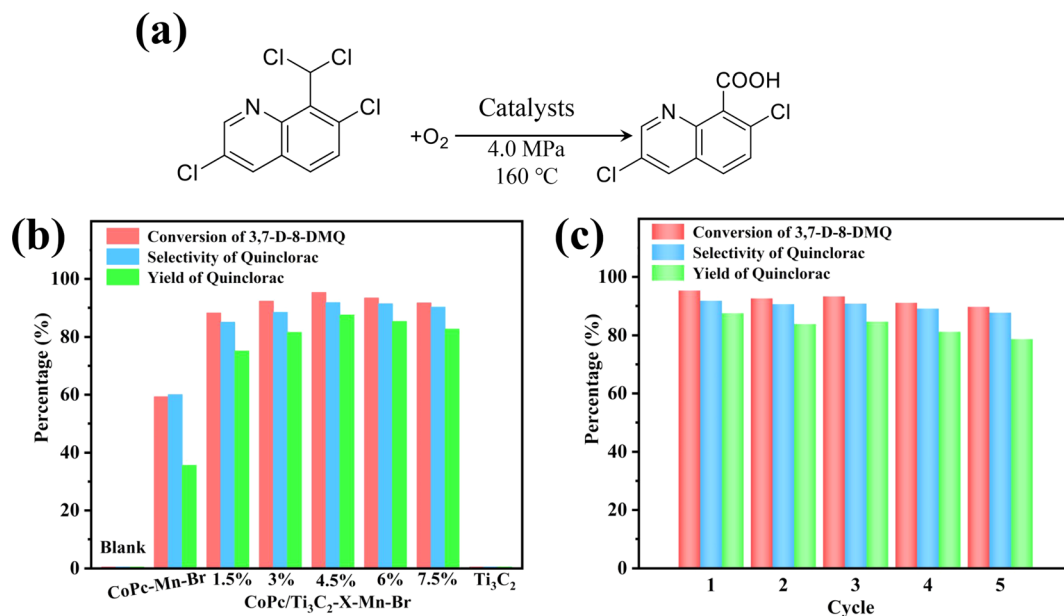 (a)
Cl
Cl
N
Cl
Cl
+O₂
Catalysts
4.0 MPa
160 °C
COOH
N
Cl
Cl
(b)
Conversion of 3,7-D-8-DMQ
Selectivity of Quinclorac
Yield of Quinclorac
Percentage (%)
100
80
60
40
20
0
Blank
CoPc-Mn-Br
1.5%
3%
4.5%
6%
7.5%
Ti₃C₂
CoPc/Ti₃C₂-X-Mn-Br
(c)
Conversion of 3,7-D-8-DMQ
Selectivity of Quinclorac
Yield of Quinclorac
Percentage (%)
100
80
60
40
20
0
1
2
3
4
5
Cycle